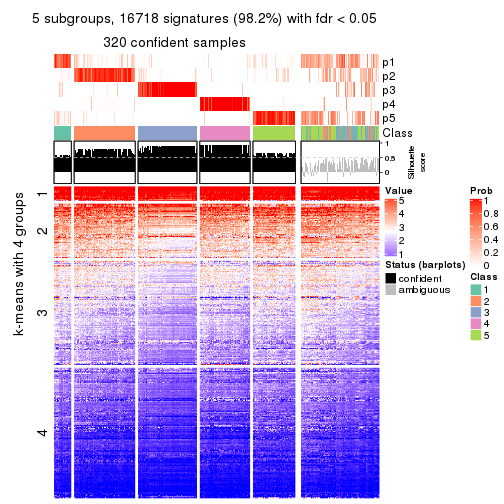 5 subgroups, 16718 signatures (98.2%) with fdr < 0.05
320 confident samples
p1
p2
p3
p4
p5
Class
1
0.5
0
Silhouette
score
k-means with 4 groups
1
2
3
4
Value
5
4
3
2
1
Prob
1
0.8
0.6
0.4
0.2
0
Status (barplots)
confident
ambiguous
Class
1
2
3
4
5